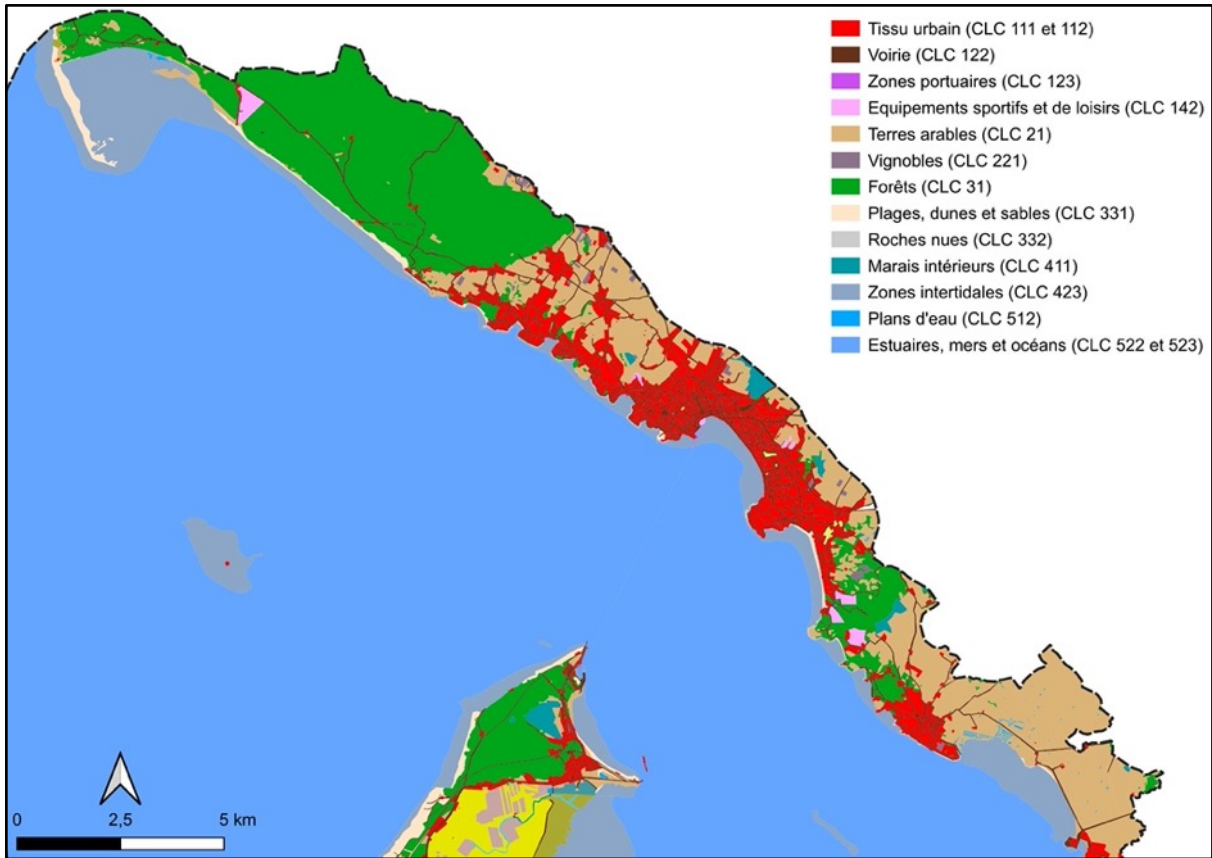 Tissu urbain (CLC 111 et 112)
Voirie (CLC 122)
Zones portuaires (CLC 123)
Equipements sportifs et de loisirs (CLC 142)
Terres arables (CLC 21)
Vignobles (CLC 221)
Forêts (CLC 31)
Plages, dunes et sables (CLC 331)
Roches nues (CLC 332)
Marais intérieurs (CLC 411)
Zones intertidales (CLC 423)
Plans d'eau (CLC 512)
Estuaires, mers et océans (CLC 522 et 523)
0 2,5 5 km